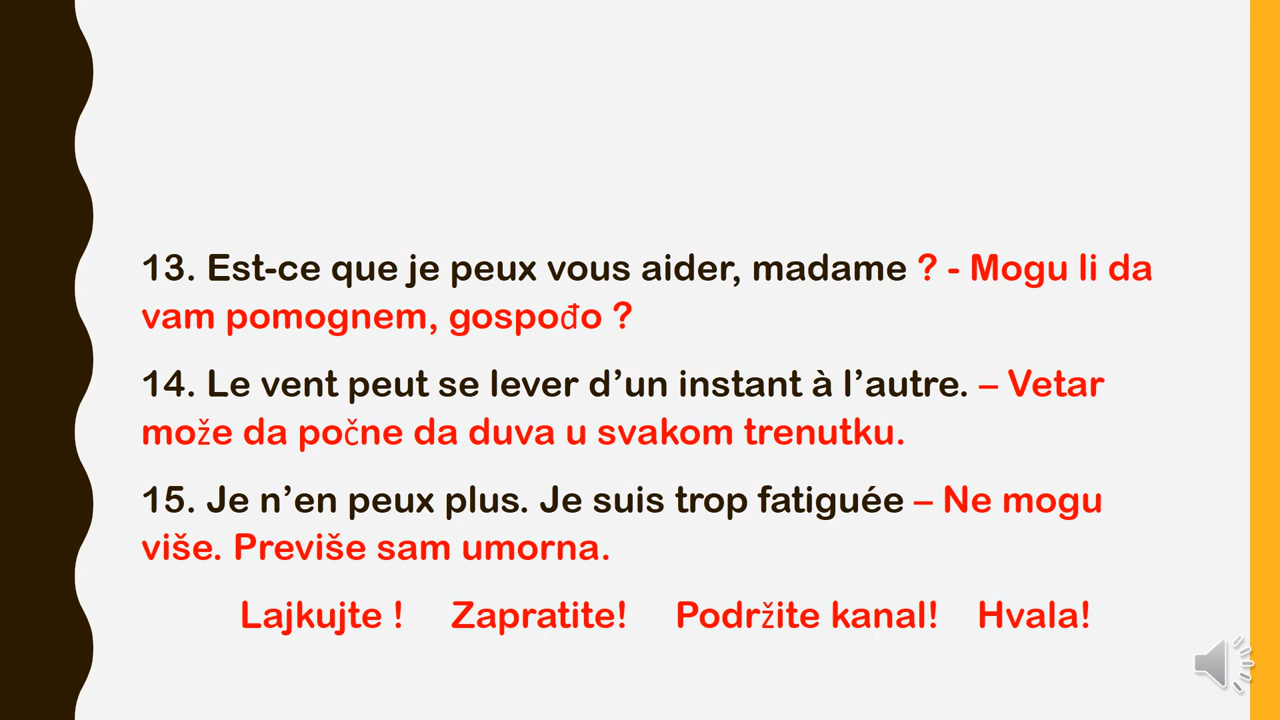 13. Est-ce que je peux vous aider, madame ? - Mogu li da
vam pomognem, gospođo ?
14. Le vent peut se lever d’un instant à l’autre. – Vetar
može da počne da duva u svakom trenutku.
15. Je n’en peux plus. Je suis trop fatiguée – Ne mogu
više. Previše sam umorna.
Lajkujte ! Zapratite! Podržite kanal! Hvala!